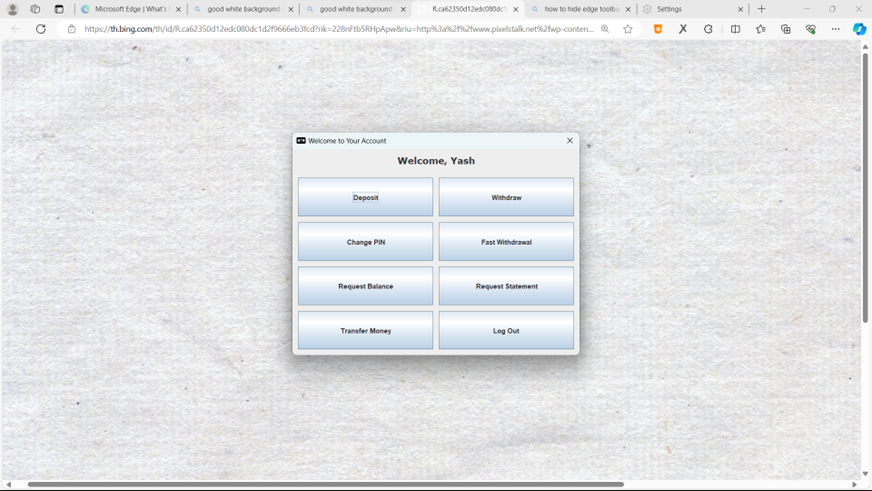 Microsoft Edge | What's
good white background
good white background
R.ca62350d12edc080dc1
how to hide edge toolba
Settings
https://th.bing.com/th/id/R.ca62350d12edc080dc1d2f9666eb3fcd?rik=228nFtb5RHpApw&riu=http%3a%2f%2fwww.pixelstalk.net%2fwp-conten...
Welcome to Your Account
Welcome, Yash
Deposit
Withdraw
Change PIN
Fast Withdrawal
Request Balance
Request Statement
Transfer Money
Log Out